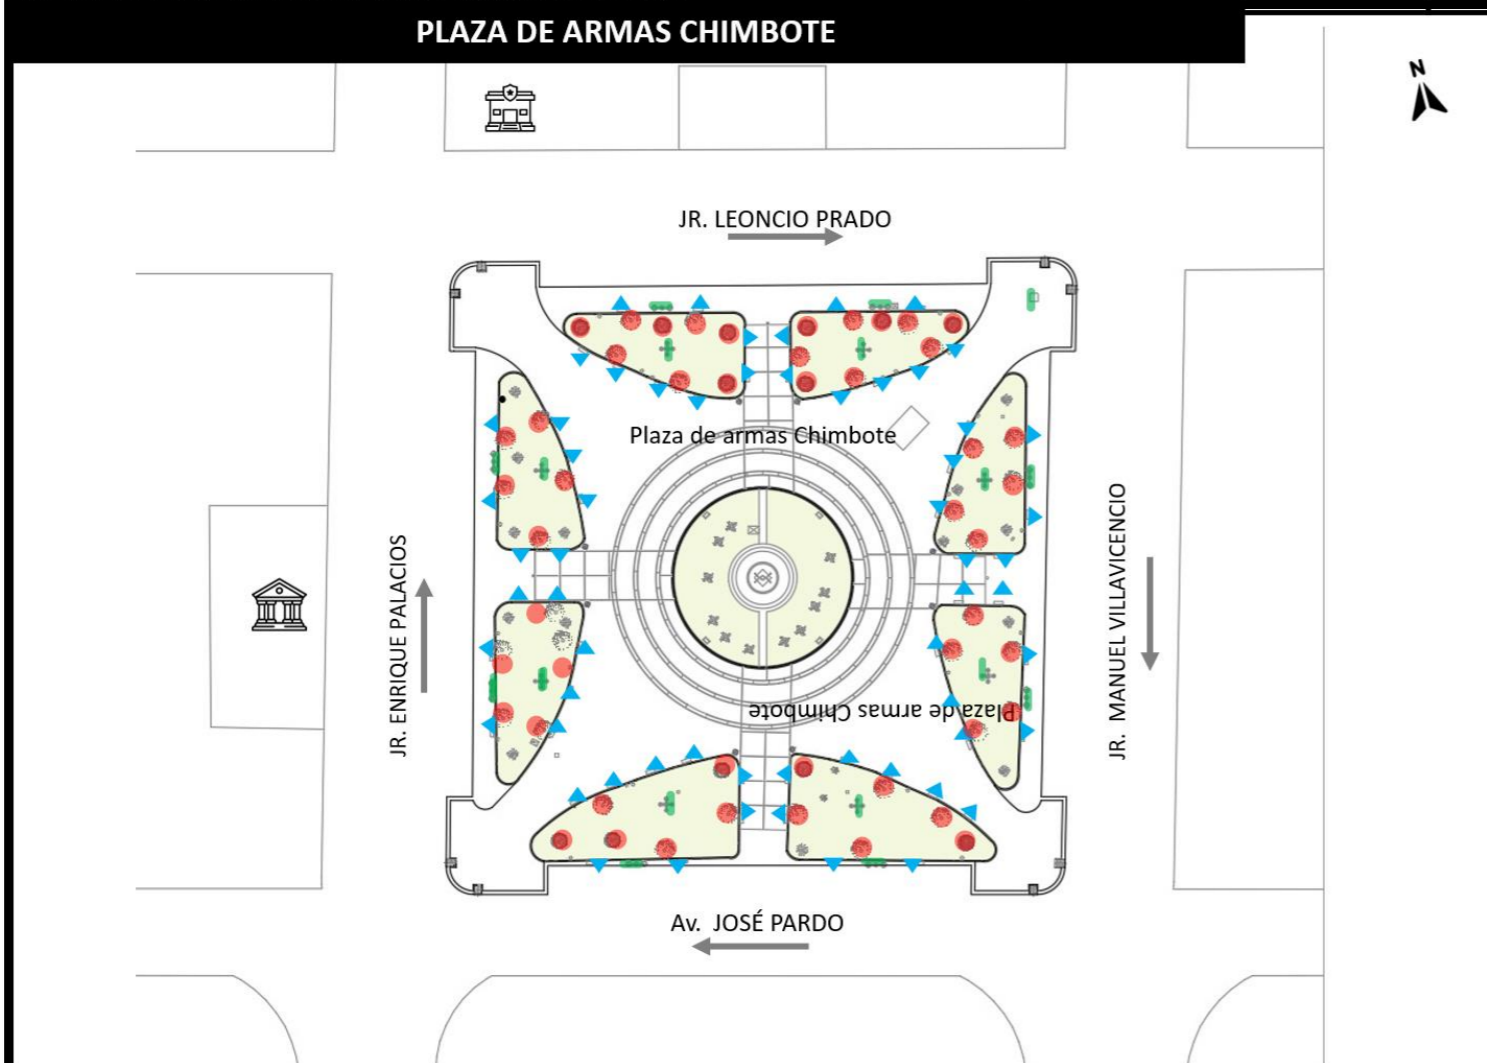 PLAZA DE ARMAS CHIMBOTE
N
JR. LEONCIO PRADO
Plaza de armas Chimbote
JR. ENRIQUE PALACIOS
JR. MANUEL VILLAVICENCIO
Plaza de armas Chimbote
Av. JOSÉ PARDO